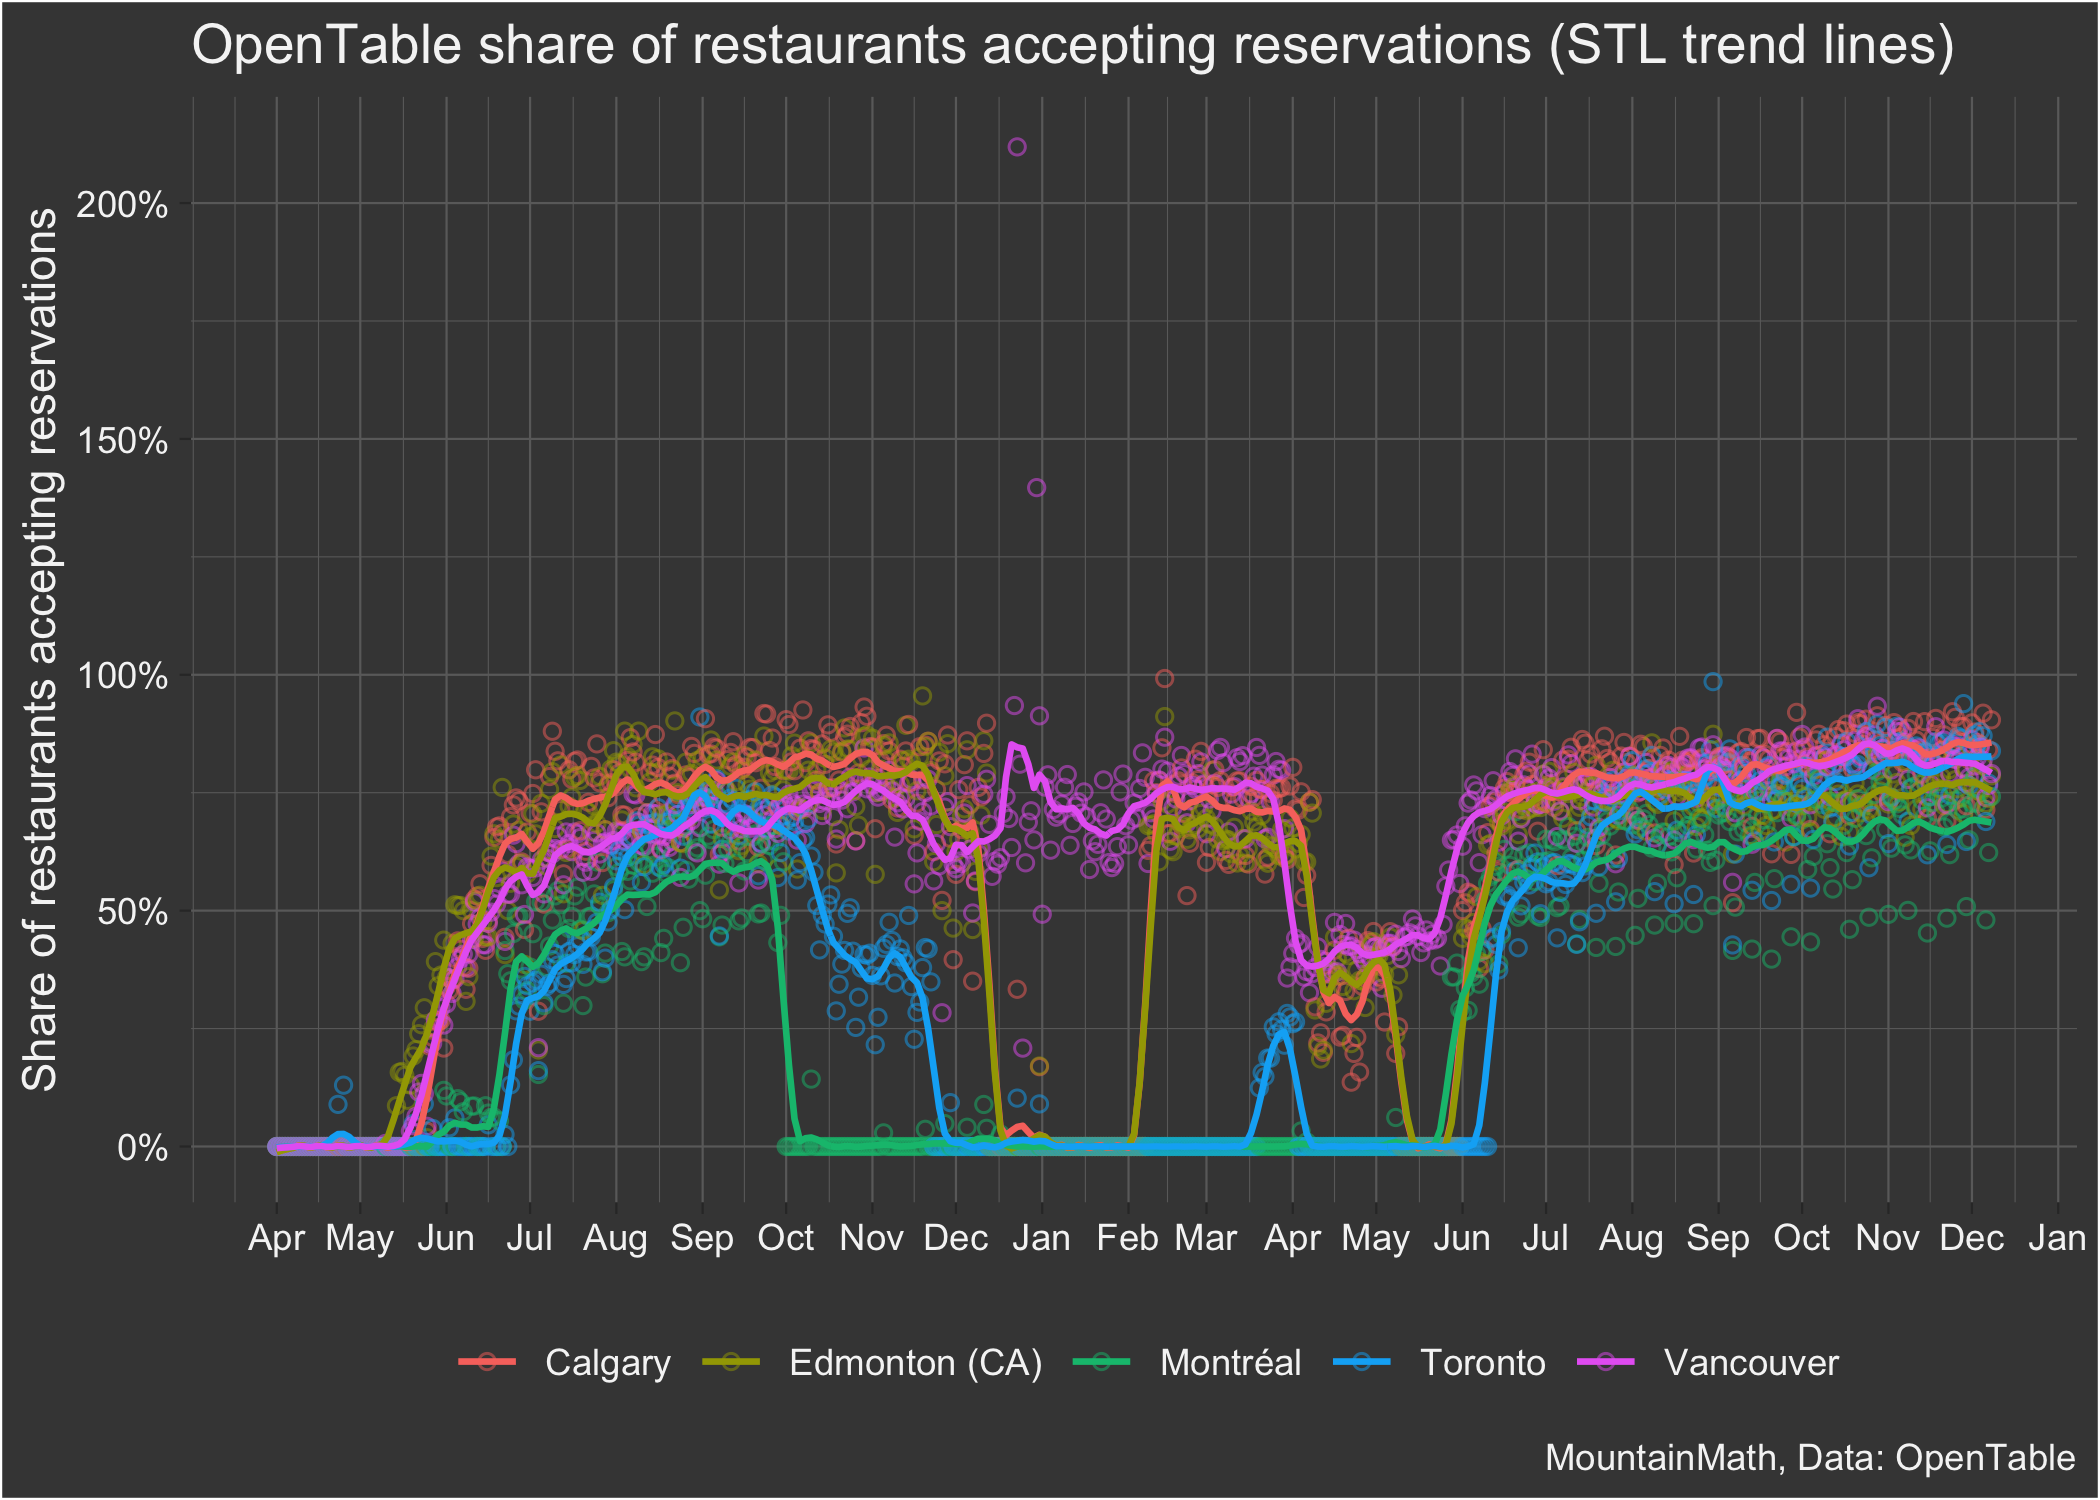 OpenTable share of restaurants accepting reservations (STL trend lines)
Share of restaurants accepting reservations
200%
150%
100%
50%
0%
Apr May Jun Jul Aug Sep Oct Nov Dec Jan Feb Mar Apr May Jun Jul Aug Sep Oct Nov Dec Jan
Calgary Edmonton (CA) Montréal Toronto Vancouver
MountainMath, Data: OpenTable